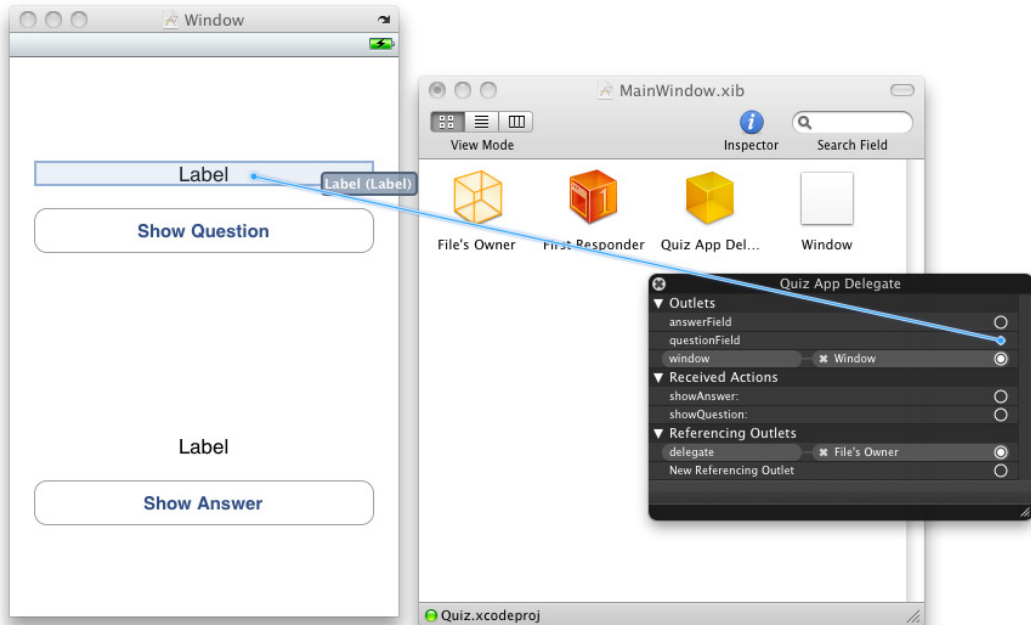 Window
Label
Label (Label)
Show Question
Label
Show Answer
MainWindow.xib
View Mode
Inspector
Search Field
File's Owner
First Responder
Quiz App Del...
Window
Quiz App Delegate
Outlets
answerField
questionField
window
Window
Received Actions
showAnswer:
showQuestion:
Referencing Outlets
delegate
File's Owner
New Referencing Outlet
Quiz.xcodeproj